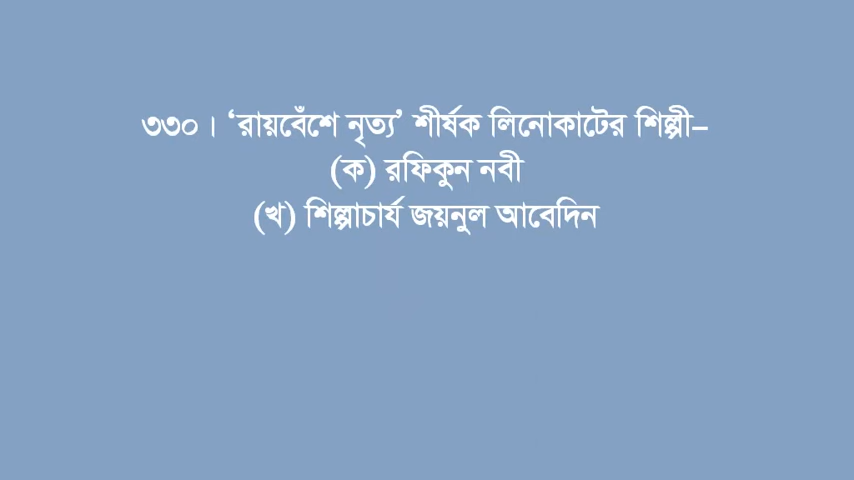 ৩৩০। ‘রায়বেঁশে নৃত্য’ শীর্ষক লিনোকাটের শিল্পী–
(ক) রফিকুন নবী
(খ) শিল্পাচার্য জয়নুল আবেদিন